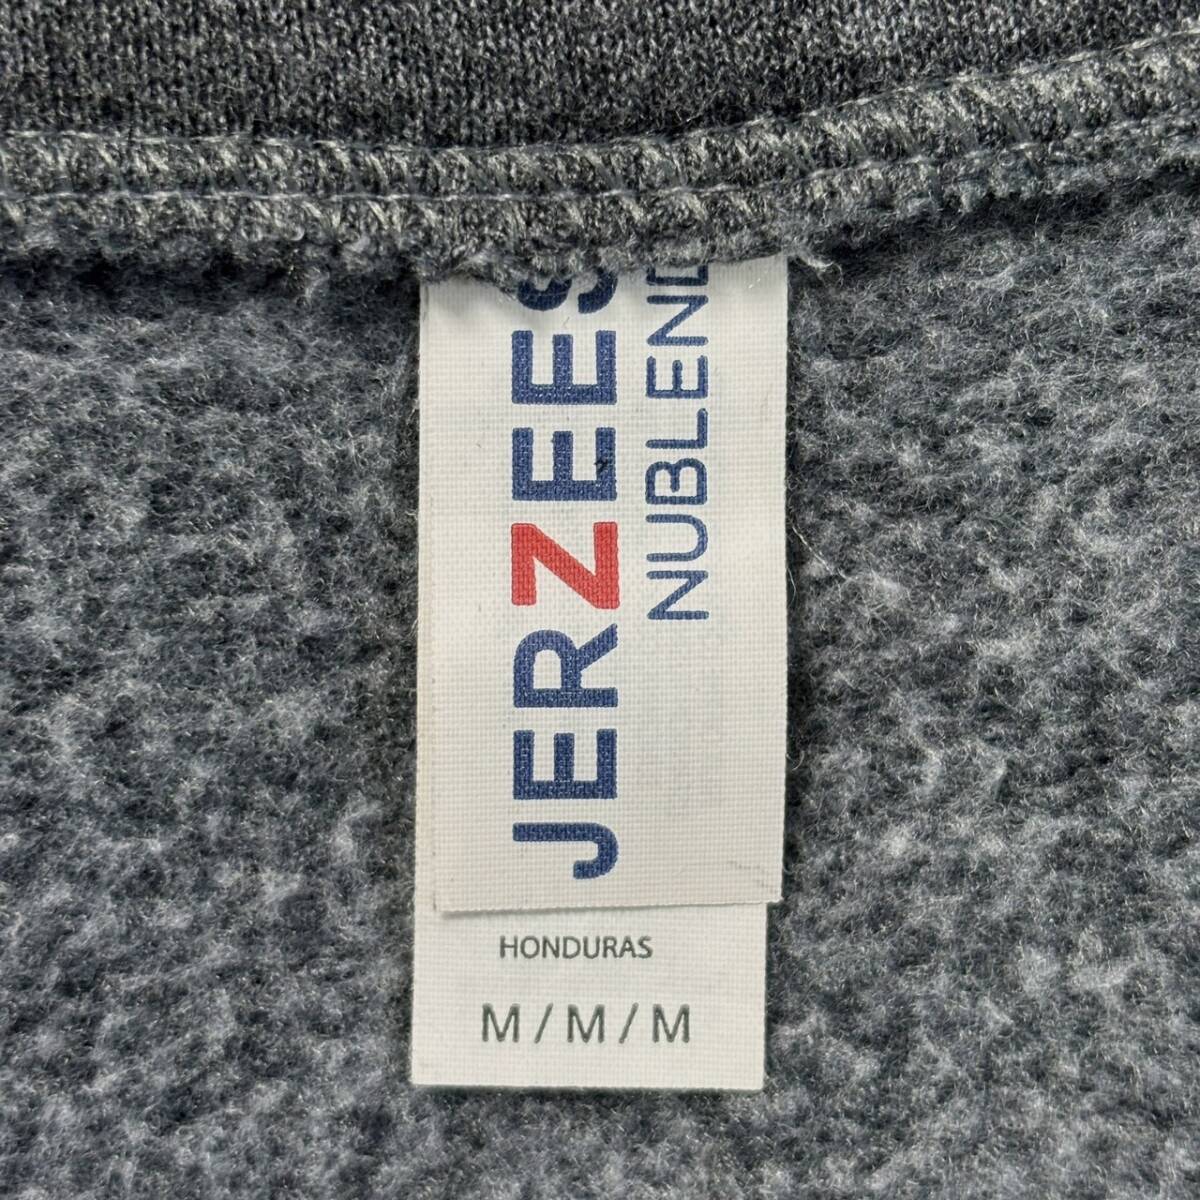 JERZEES
NUBLEND
HONDURAS
M / M / M